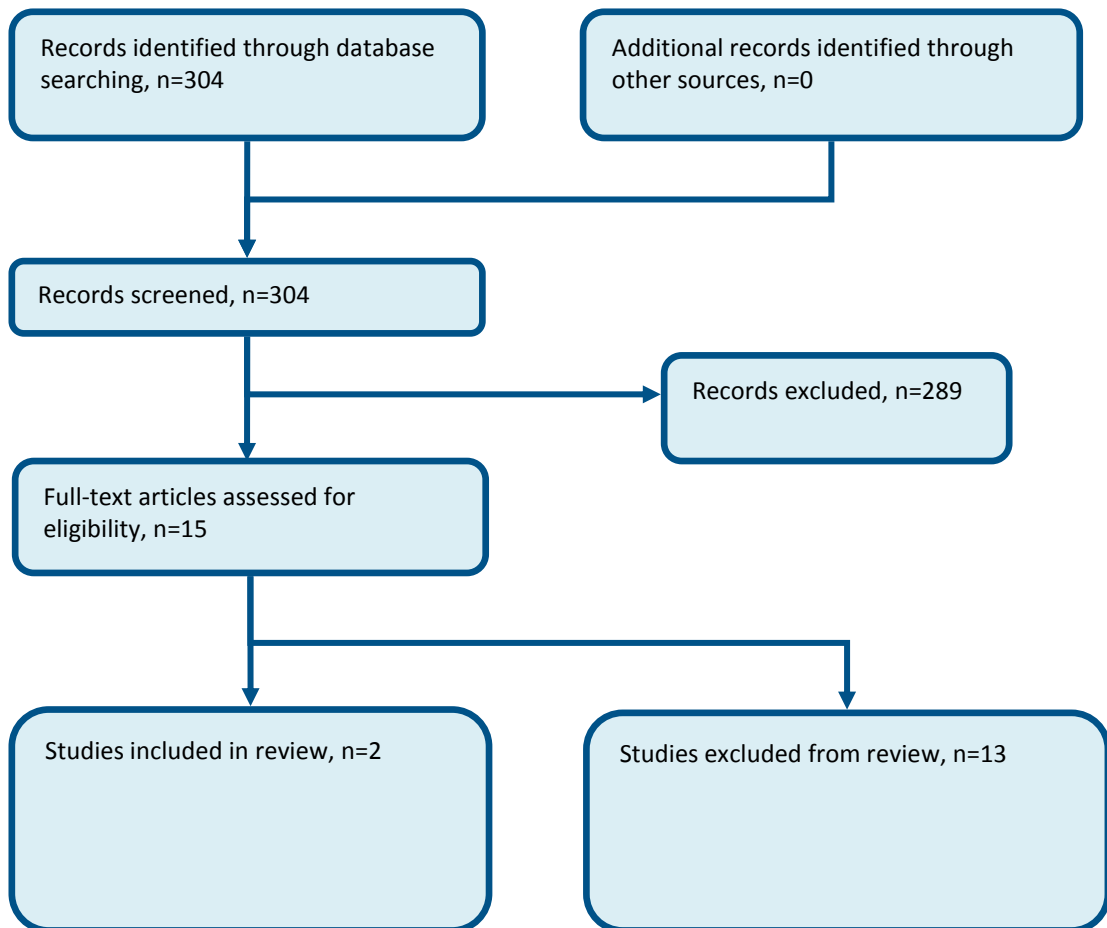 Records identified through database
searching, n=304
Additional records identified through
other sources, n=0
Records screened, n=304
Records excluded, n=289
Full-text articles assessed for
eligibility, n=15
Studies included in review, n=2
Studies excluded from review, n=13